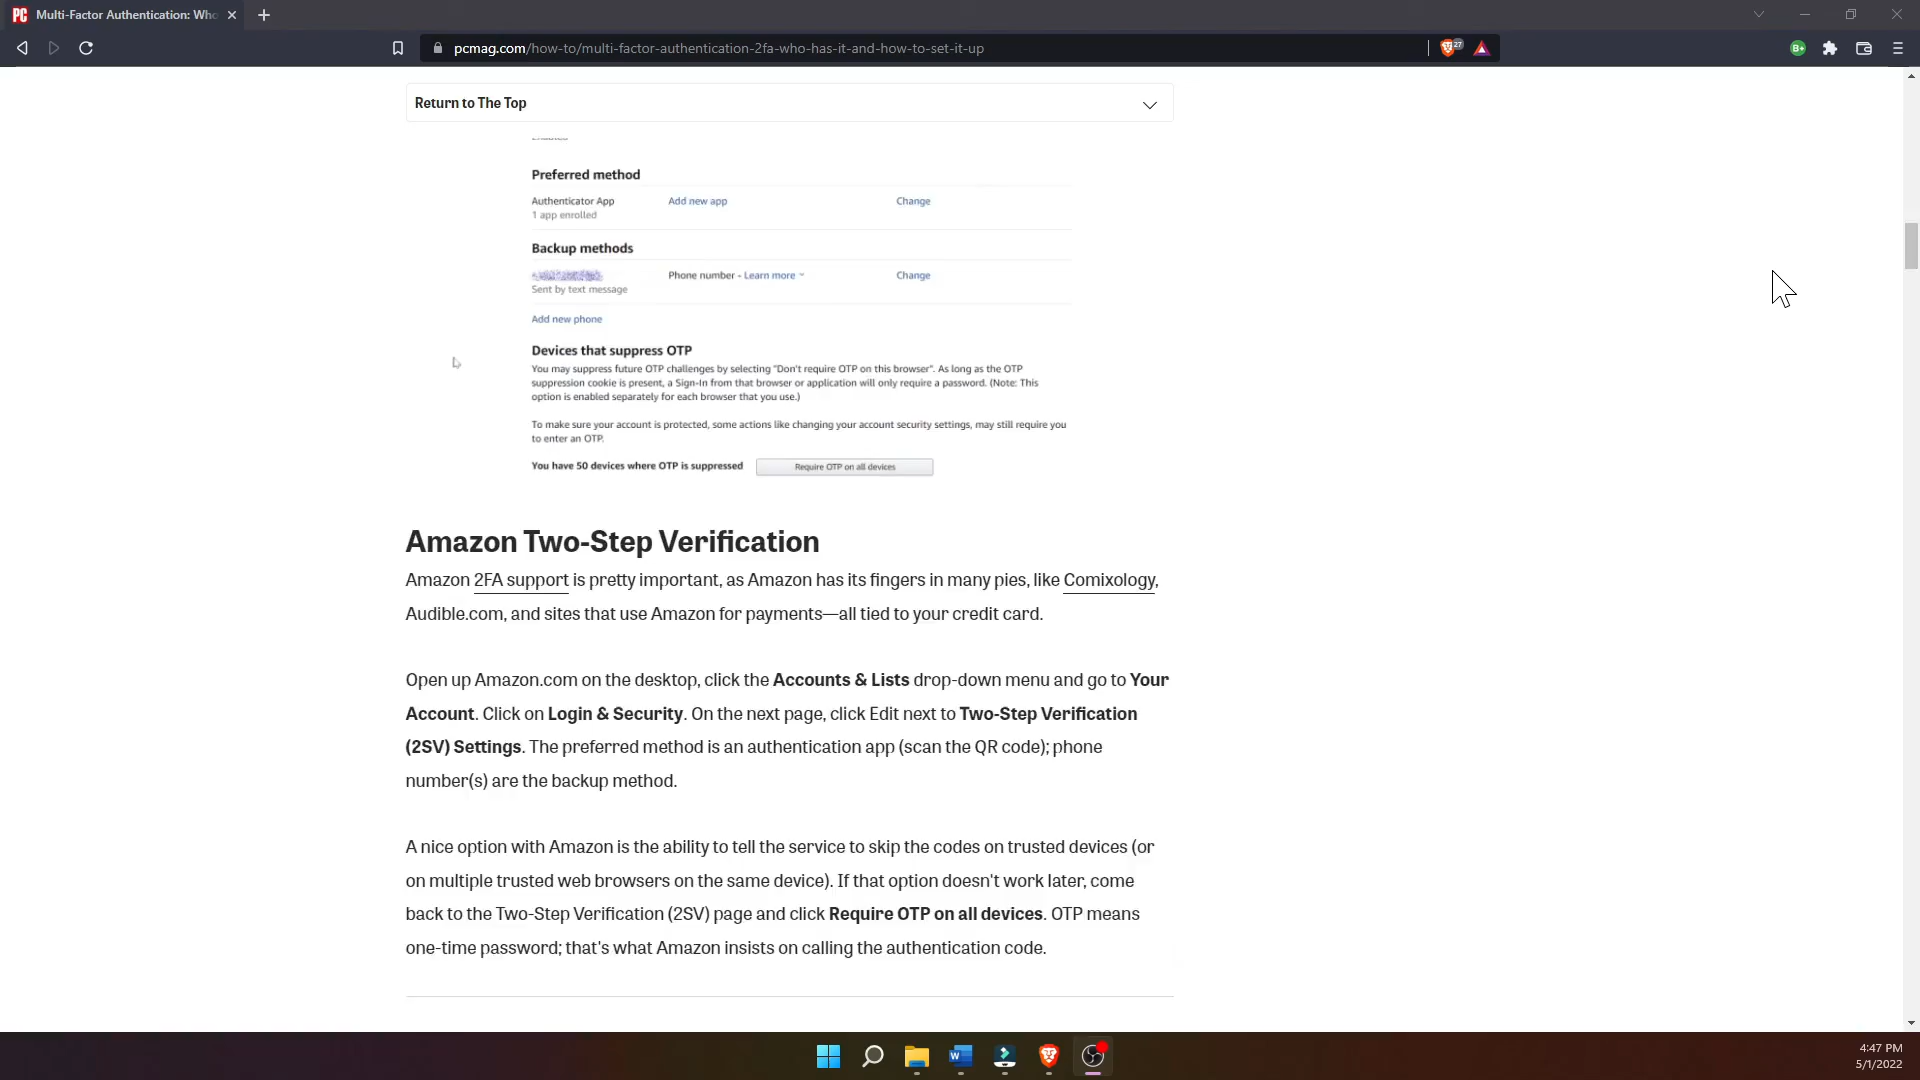 PC Multi-Factor Authentication: Who
pcmag.com/how-to/multi-factor-authentication-2fa-who-has-it-and-how-to-set-it-up
27
B+
Return to The Top
Preferred method
Authenticator App Add new app Change
1 app enrolled
Backup methods
Phone number - Learn more Change
Sent by text message
Add new phone
Devices that suppress OTP
You may suppress future OTP challenges by selecting "Don't require OTP on this browser". As long as the OTP
suppression cookie is present, a Sign-In from that browser or application will only require a password. (Note: This
option is enabled separately for each browser that you use.)
To make sure your account is protected, some actions like changing your account security settings, may still require you
to enter an OTP.
You have 50 devices where OTP is suppressed Require OTP on all devices
Amazon Two-Step Verification
Amazon 2FA support is pretty important, as Amazon has its fingers in many pies, like Comixology,
Audible.com, and sites that use Amazon for payments—all tied to your credit card.
Open up Amazon.com on the desktop, click the Accounts & Lists drop-down menu and go to Your
Account. Click on Login & Security. On the next page, click Edit next to Two-Step Verification
(2SV) Settings. The preferred method is an authentication app (scan the QR code); phone
number(s) are the backup method.
A nice option with Amazon is the ability to tell the service to skip the codes on trusted devices (or
on multiple trusted web browsers on the same device). If that option doesn't work later, come
back to the Two-Step Verification (2SV) page and click Require OTP on all devices. OTP means
one-time password; that's what Amazon insists on calling the authentication code.
W
4:47 PM
5/1/2022